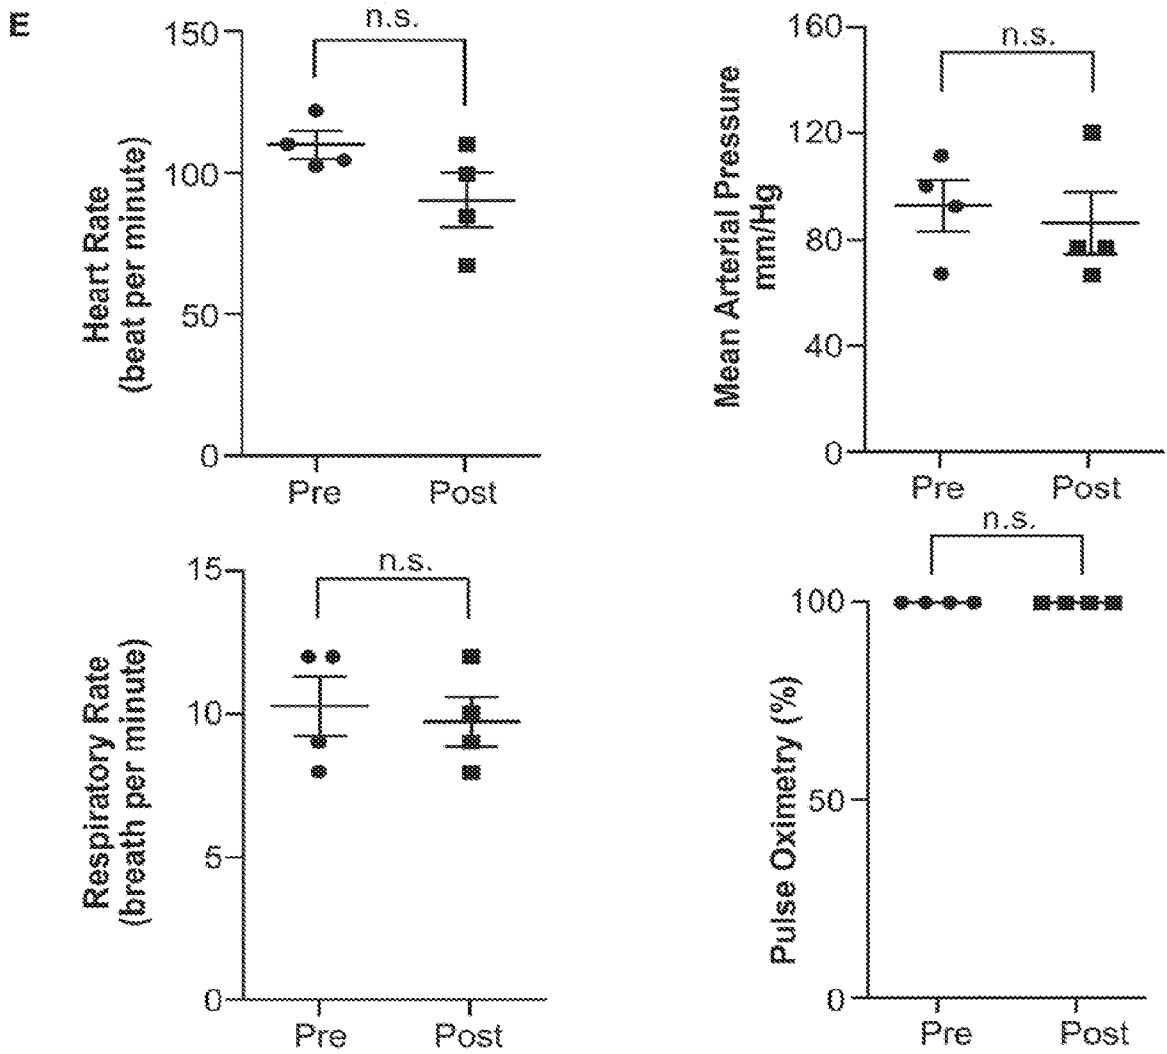 E
Heart Rate
(beat per minute)
150
100
50
0
n.s.
Pre
Post
Mean Arterial Pressure
mm/Hg
160
120
80
40
0
n.s.
Pre
Post
Respiratory Rate
(breath per minute)
15
10
5
0
n.s.
Pre
Post
Pulse Oximetry (%)
100
50
0
n.s.
Pre
Post